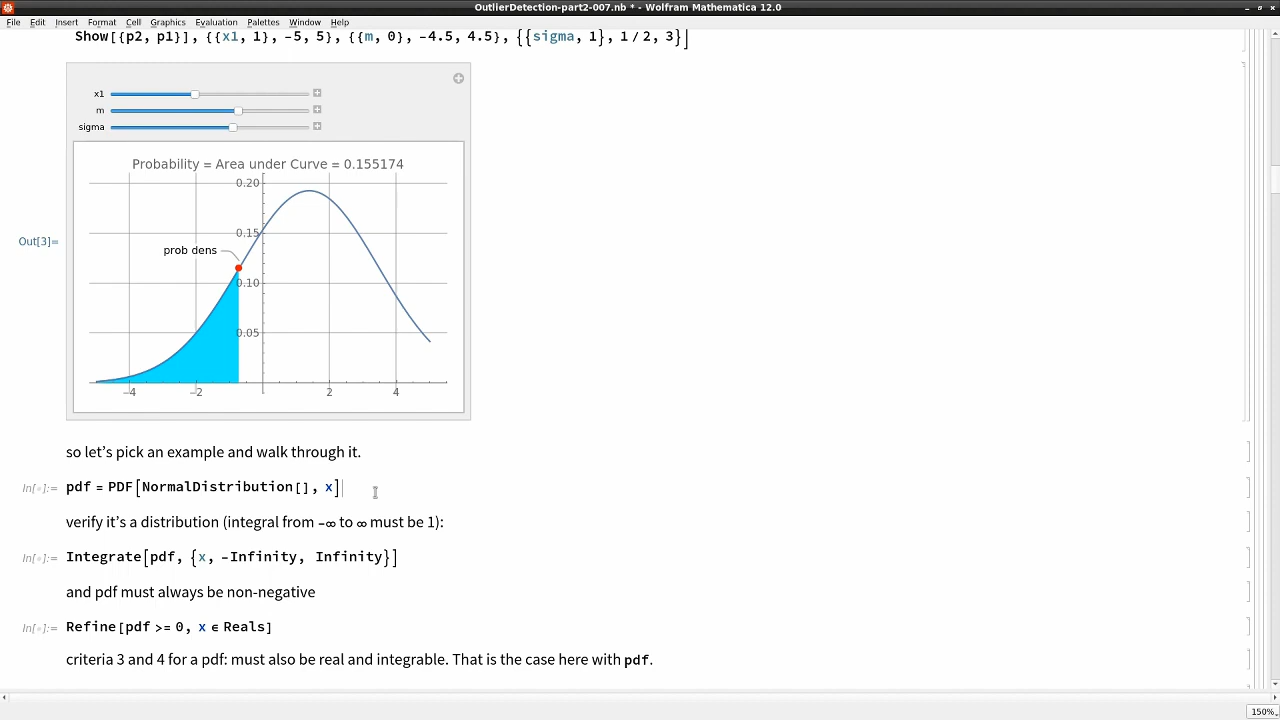 OutlierDetection-part2-007.nb * - Wolfram Mathematica 12.0
File Edit Insert Format Cell Graphics Evaluation Palettes Window Help
Show[{p2, p1}], {{x1, 1}, -5, 5}, {{m, 0}, -4.5, 4.5}, {{sigma, 1}, 1/2, 3}]
x1
m
sigma
Probability = Area under Curve = 0.155174
0.20
0.15
prob dens
Out[3]=
0.10
0.05
-4 -2 2 4
so let's pick an example and walk through it.
In[◦]:= pdf = PDF[NormalDistribution[], x]
verify it's a distribution (integral from -∞ to ∞ must be 1):
In[◦]:= Integrate[pdf, {x, -Infinity, Infinity}]
and pdf must always be non-negative
In[◦]:= Refine[pdf >= 0, x ∈ Reals]
criteria 3 and 4 for a pdf: must also be real and integrable. That is the case here with pdf.
150%